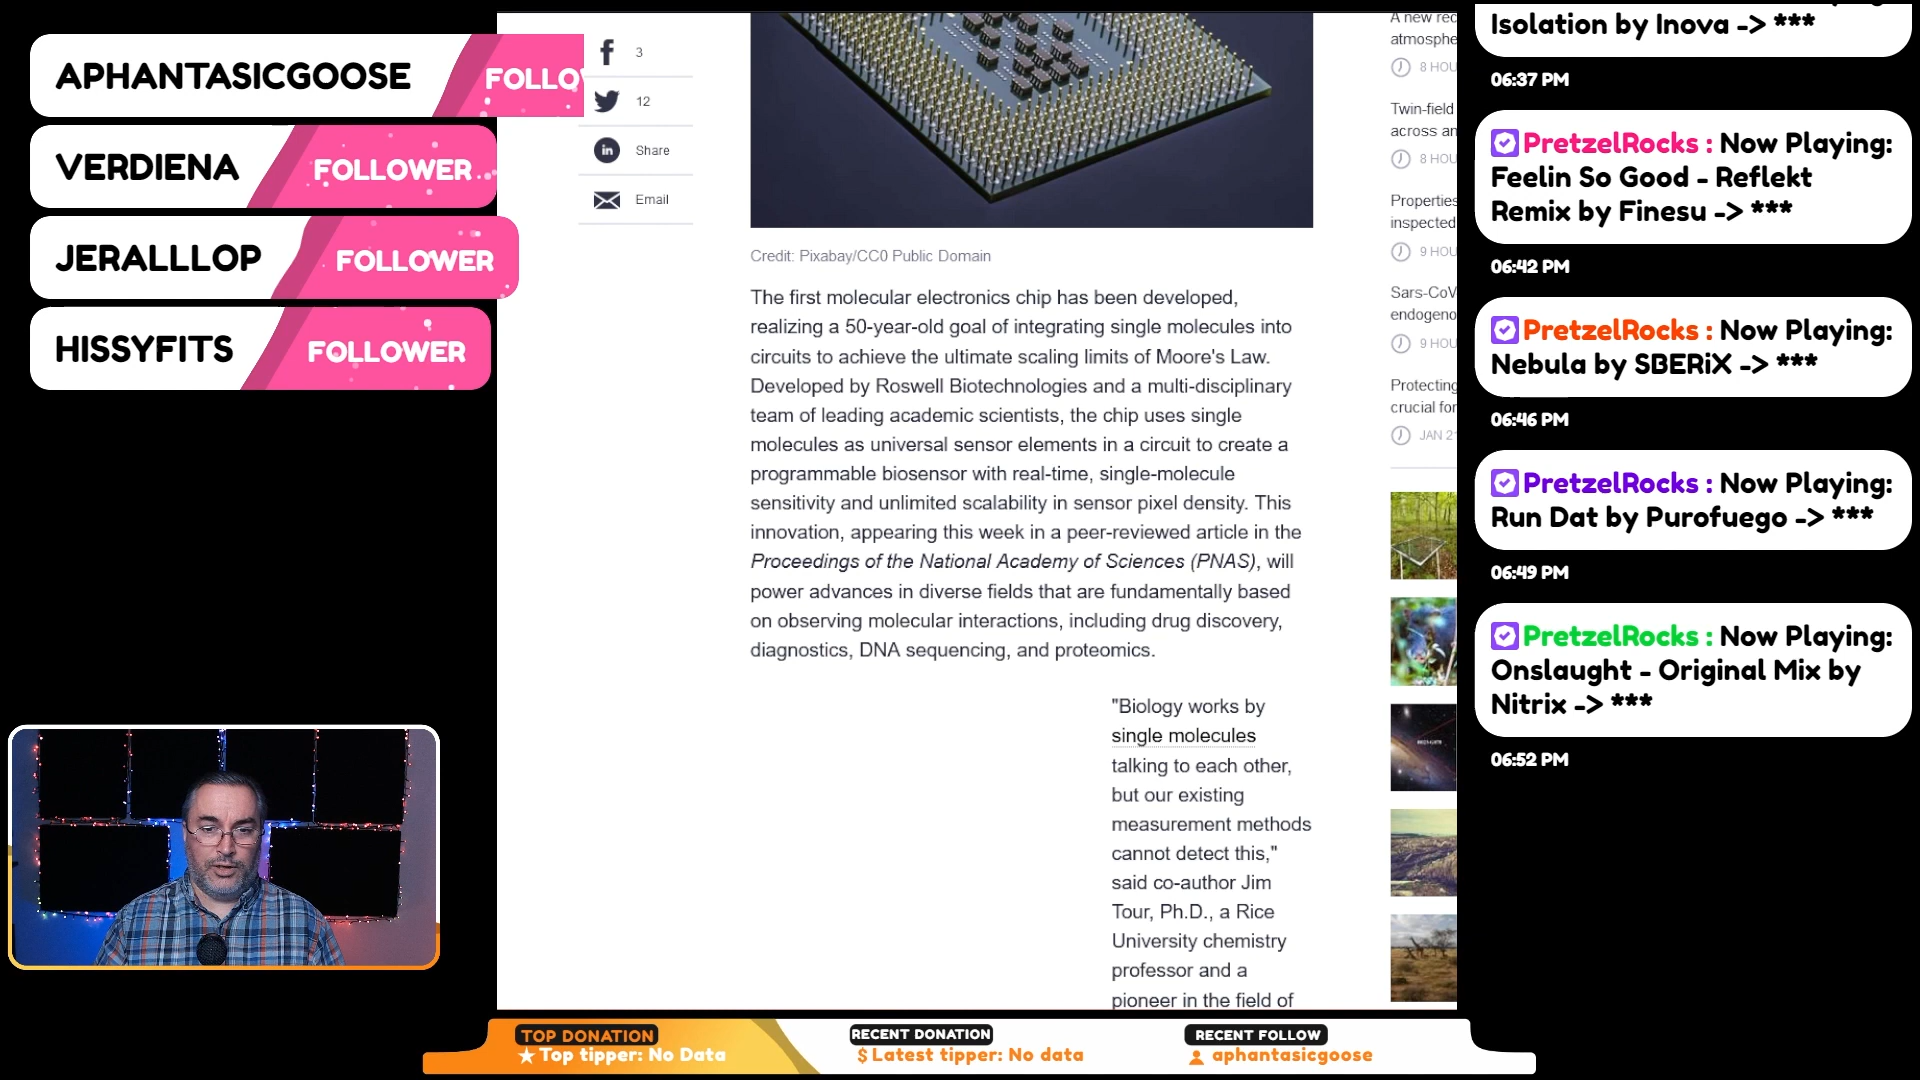 APHANTASICGOOSE
FOLLO
VERDIENA
FOLLOWER
JERALLLOP
FOLLOWER
HISSYFITS
FOLLOWER
3
12
in
Share
Email
Credit: Pixabay/CC0 Public Domain
The first molecular electronics chip has been developed,
realizing a 50-year-old goal of integrating single molecules into
circuits to achieve the ultimate scaling limits of Moore's Law.
Developed by Roswell Biotechnologies and a multi-disciplinary
team of leading academic scientists, the chip uses single
molecules as universal sensor elements in a circuit to create a
programmable biosensor with real-time, single-molecule
sensitivity and unlimited scalability in sensor pixel density. This
innovation, appearing this week in a peer-reviewed article in the
Proceedings of the National Academy of Sciences (PNAS), will
power advances in diverse fields that are fundamentally based
on observing molecular interactions, including drug discovery,
diagnostics, DNA sequencing, and proteomics.
"Biology works by
single molecules
talking to each other,
but our existing
measurement methods
cannot detect this,"
said co-author Jim
Tour, Ph.D., a Rice
University chemistry
professor and a
pioneer in the field of
A new rec
atmosphe
8 HOU
Twin-field
across an
8 HOU
Properties
inspected
9 HOU
Sars-CoV
endogeno
9 HOU
Protecting
crucial for
JAN 21
Isolation by Inova -> ***
06:37 PM
PretzelRocks : Now Playing:
Feelin So Good - Reflekt
Remix by Finesu -> ***
06:42 PM
PretzelRocks : Now Playing:
Nebula by SBERiX -> ***
06:46 PM
PretzelRocks : Now Playing:
Run Dat by Purofuego -> ***
06:49 PM
PretzelRocks : Now Playing:
Onslaught - Original Mix by
Nitrix -> ***
06:52 PM
TOP DONATION
Top tipper: No Data
RECENT DONATION
$ Latest tipper: No data
RECENT FOLLOW
aphantasicgoose